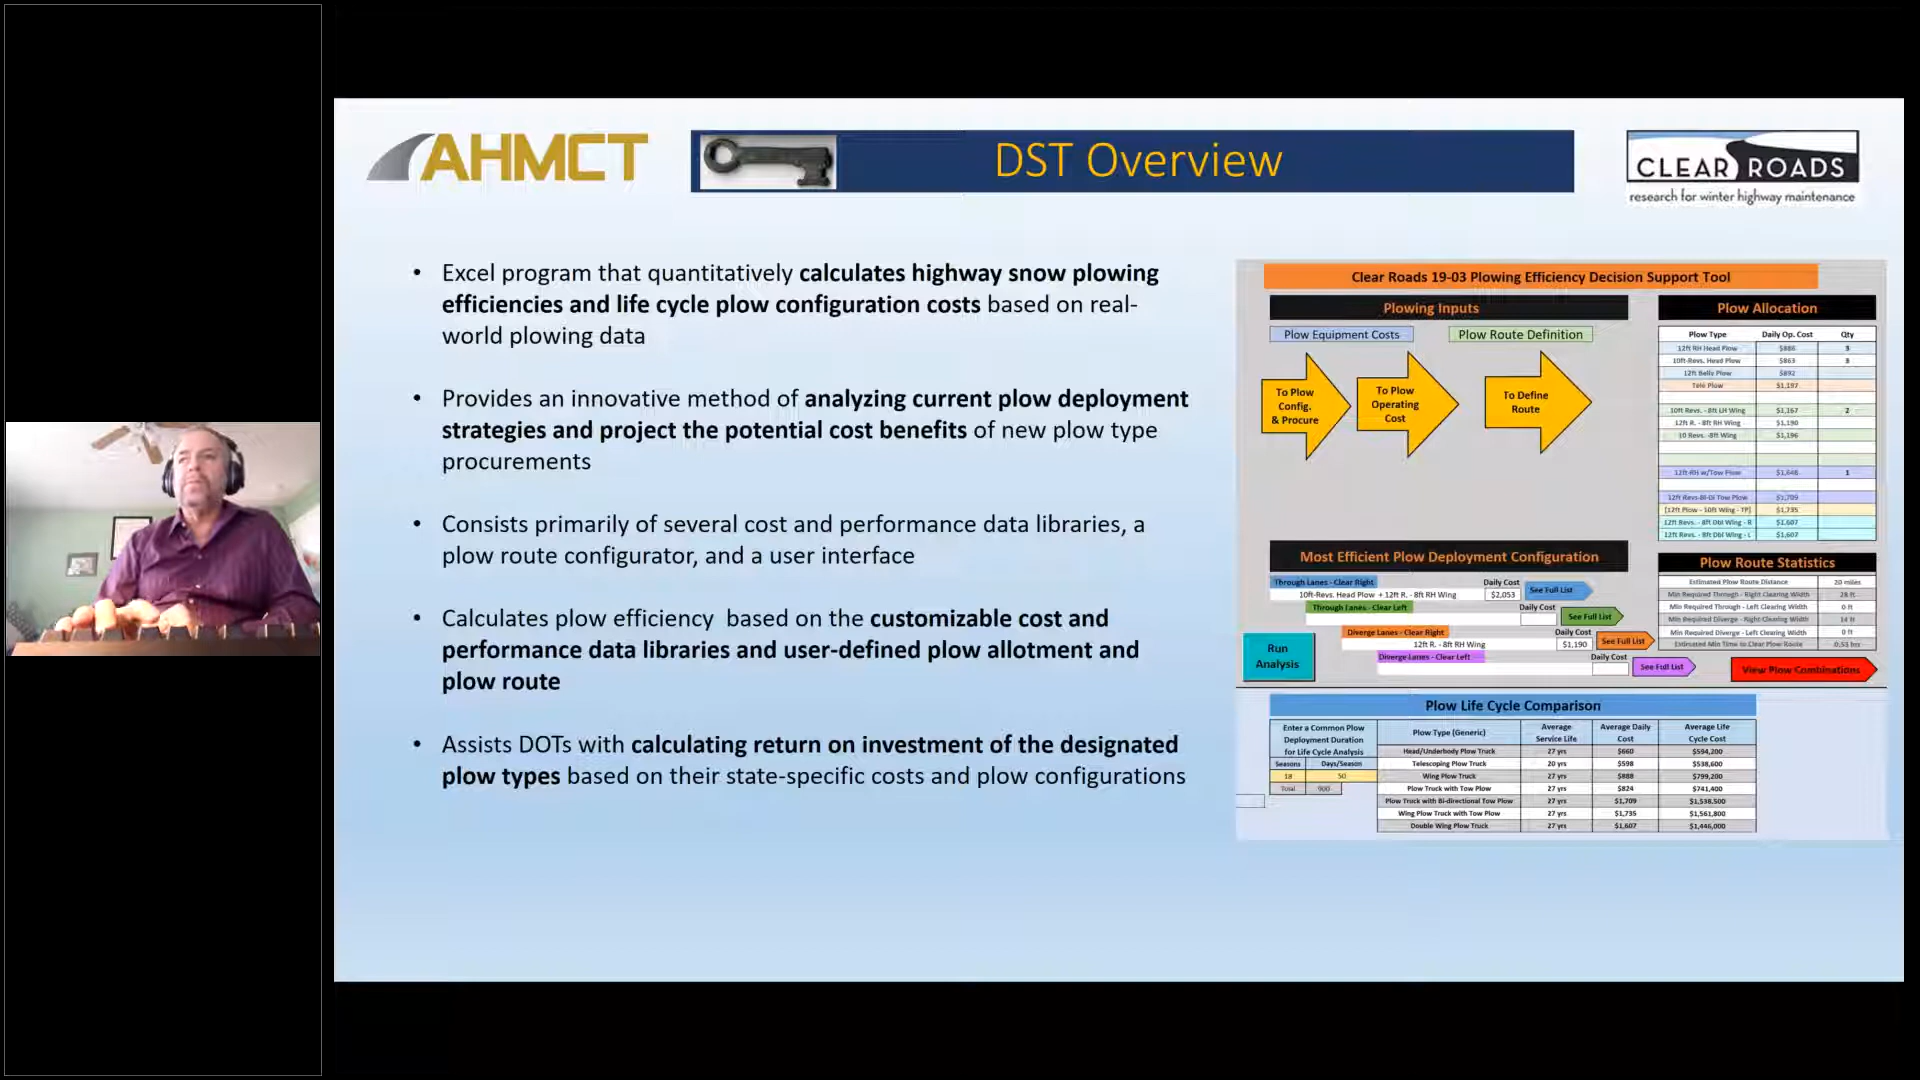 AHMCT
DST Overview
CLEAR ROADS
research for winter highway maintenance
• Excel program that quantitatively calculates highway snow plowing
efficiencies and life cycle plow configuration costs based on real-
world plowing data
• Provides an innovative method of analyzing current plow deployment
strategies and project the potential cost benefits of new plow type
procurements
• Consists primarily of several cost and performance data libraries, a
plow route configurator, and a user interface
• Calculates plow efficiency based on the customizable cost and
performance data libraries and user-defined plow allotment and
plow route
• Assists DOTs with calculating return on investment of the designated
plow types based on their state-specific costs and plow configurations
Clear Roads 19-03 Plowing Efficiency Decision Support Tool
Plowing Inputs
Plow Equipment Costs
Plow Route Definition
To Plow
Config.
& Procure
To Plow
Operating
Cost
To Define
Route
Plow Allocation
Plow Type Daily Op. Cost Qty
12ft RH Head Plow $886 3
10ft-Revs. Head Plow $863 3
12ft Belly Plow $892
Tele Plow $1,197
10ft Revs. - 8ft LH Wing $1,167 2
12ft R. - 8ft RH Wing $1,190
10 Revs. -8ft Wing $1,196
12ft-RH w/Tow Plow $1,648 1
12ft Revs-Bi-Di Tow Plow $1,709
[12ft Plow - 10ft Wing - TP] $1,735
12ft Revs. - 8ft Dbl Wing - R $1,607
12ft Revs. - 8ft Dbl Wing - L $1,607
Most Efficient Plow Deployment Configuration
Through Lanes - Clear Right Daily Cost
10ft-Revs. Head Plow + 12ft R. - 8ft RH Wing $2,053 See Full List
Through Lanes - Clear Left Daily Cost
See Full List
Diverge Lanes - Clear Right Daily Cost
12ft R. - 8ft RH Wing $1,190 See Full List
Diverge Lanes - Clear Left Daily Cost
See Full List
Run
Analysis
Plow Route Statistics
Estimated Plow Route Distance 20 miles
Min Required Through - Right Clearing Width 28 ft
Min Required Through - Left Clearing Width 0 ft
Min Required Diverge - Right Clearing Width 14 ft
Min Required Diverge - Left Clearing Width 0 ft
Estimated Min Time to Clear Plow Route 0.53 hrs
View Plow Combinations
Plow Life Cycle Comparison
Enter a Common Plow
Deployment Duration
for Life Cycle Analysis
Seasons Days/Season
18 50
Total 900
Plow Type (Generic) Average Service Life Average Daily Cost Average Life Cycle Cost
Head/Underbody Plow Truck 27 yrs $660 $594,200
Telescoping Plow Truck 20 yrs $598 $538,600
Wing Plow Truck 27 yrs $888 $799,200
Plow Truck with Tow Plow 27 yrs $824 $741,400
Plow Truck with Bi-directional Tow Plow 27 yrs $1,709 $1,538,500
Wing Plow Truck with Tow Plow 27 yrs $1,735 $1,561,800
Double Wing Plow Truck 27 yrs $1,607 $1,446,000